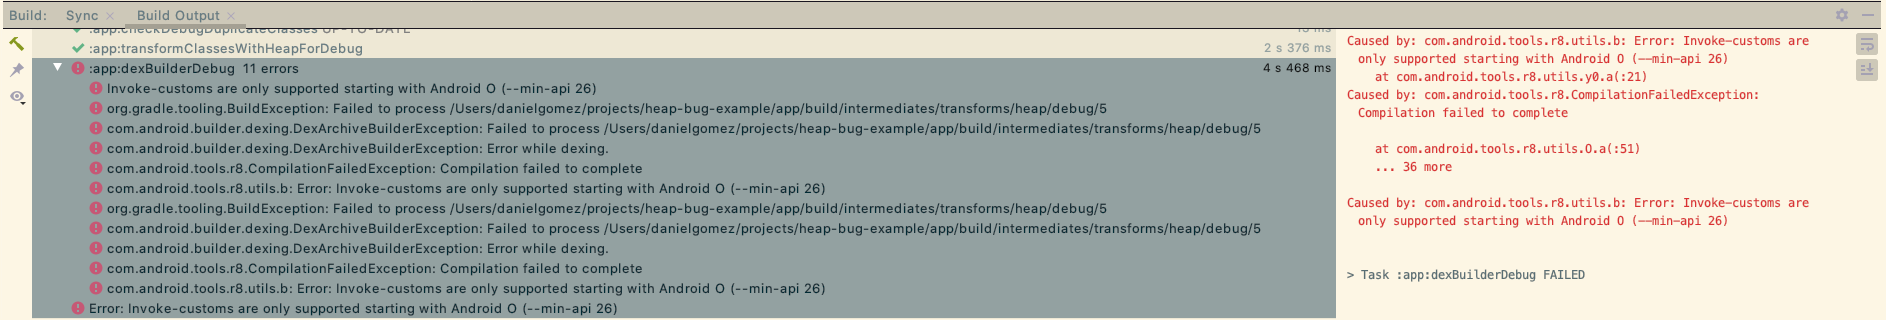 Build: Sync × Build Output ×
:app:checkDebugDuplicateClasses UP-TO-DATE 15 ms
:app:transformClassesWithHeapForDebug 2 s 376 ms
:app:dexBuilderDebug 11 errors 4 s 468 ms
Invoke-customs are only supported starting with Android O (--min-api 26)
org.gradle.tooling.BuildException: Failed to process /Users/danielgomez/projects/heap-bug-example/app/build/intermediates/transforms/heap/debug/5
com.android.builder.dexing.DexArchiveBuilderException: Failed to process /Users/danielgomez/projects/heap-bug-example/app/build/intermediates/transforms/heap/debug/5
com.android.builder.dexing.DexArchiveBuilderException: Error while dexing.
com.android.tools.r8.CompilationFailedException: Compilation failed to complete
com.android.tools.r8.utils.b: Error: Invoke-customs are only supported starting with Android O (--min-api 26)
org.gradle.tooling.BuildException: Failed to process /Users/danielgomez/projects/heap-bug-example/app/build/intermediates/transforms/heap/debug/5
com.android.builder.dexing.DexArchiveBuilderException: Failed to process /Users/danielgomez/projects/heap-bug-example/app/build/intermediates/transforms/heap/debug/5
com.android.builder.dexing.DexArchiveBuilderException: Error while dexing.
com.android.tools.r8.CompilationFailedException: Compilation failed to complete
com.android.tools.r8.utils.b: Error: Invoke-customs are only supported starting with Android O (--min-api 26)
Error: Invoke-customs are only supported starting with Android O (--min-api 26)
Caused by: com.android.tools.r8.utils.b: Error: Invoke-customs are
only supported starting with Android O (--min-api 26)
at com.android.tools.r8.utils.y0.a(:21)
Caused by: com.android.tools.r8.CompilationFailedException:
Compilation failed to complete
at com.android.tools.r8.utils.O.a(:51)
... 36 more
Caused by: com.android.tools.r8.utils.b: Error: Invoke-customs are
only supported starting with Android O (--min-api 26)
> Task :app:dexBuilderDebug FAILED